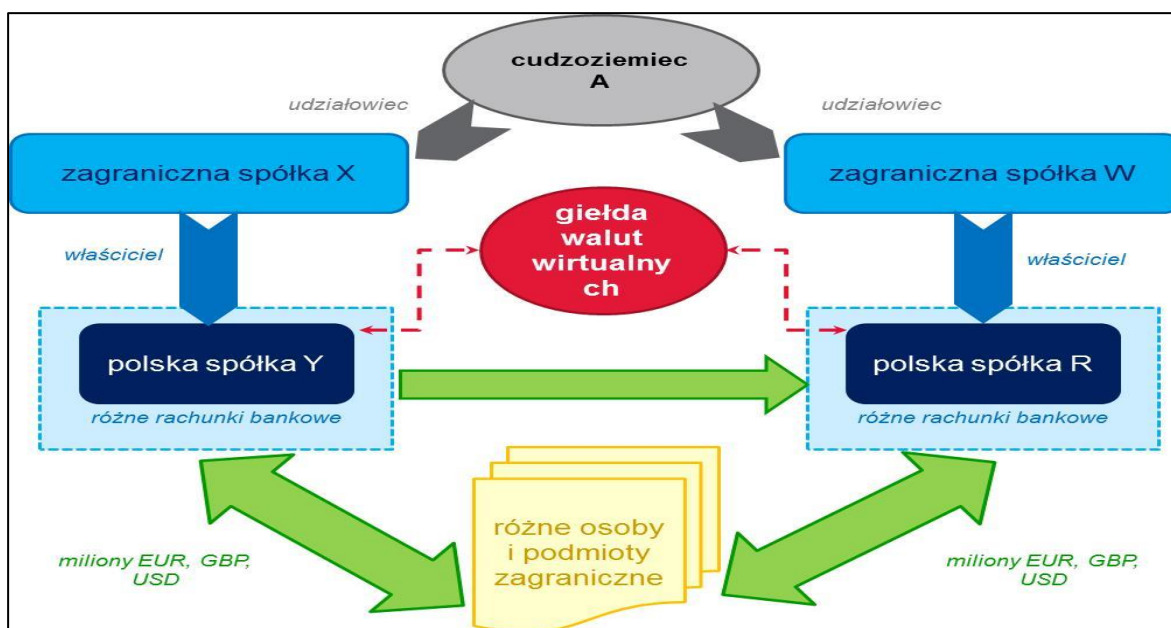 cudzoziemiec
A
udziałowiec
udziałowiec
zagraniczna spółka X
zagraniczna spółka W
giełda
walut
wirtualny
ch
właściciel
właściciel
polska spółka Y
polska spółka R
różne rachunki bankowe
różne rachunki bankowe
różne osoby
i podmioty
zagraniczne
miliony EUR, GBP,
USD
miliony EUR, GBP,
USD